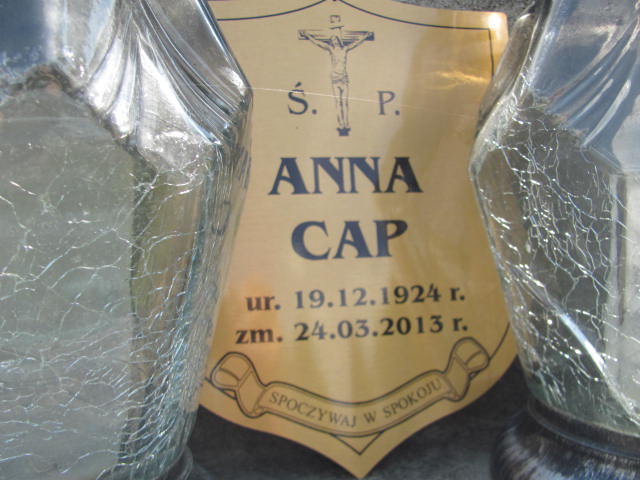 Ś. P.
ANNA
CAP
ur. 19.12.1924 r.
zm. 24.03.2013 r.
SPOCZYWAJ W SPOKOJU